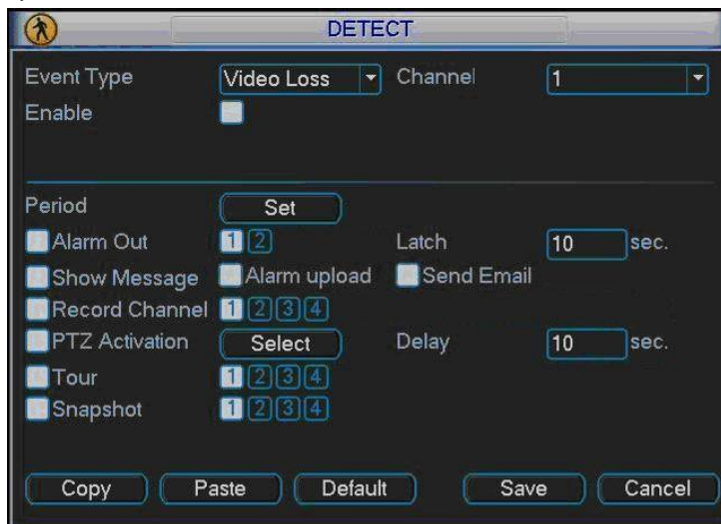 DETECT
Event Type Video Loss Channel 1
Enable
Period Set
Alarm Out 1 2 Latch 10 sec.
Show Message Alarm upload Send Email
Record Channel 1 2 3 4
PTZ Activation Select Delay 10 sec.
Tour 1 2 3 4
Snapshot 1 2 3 4
Copy Paste Default Save Cancel